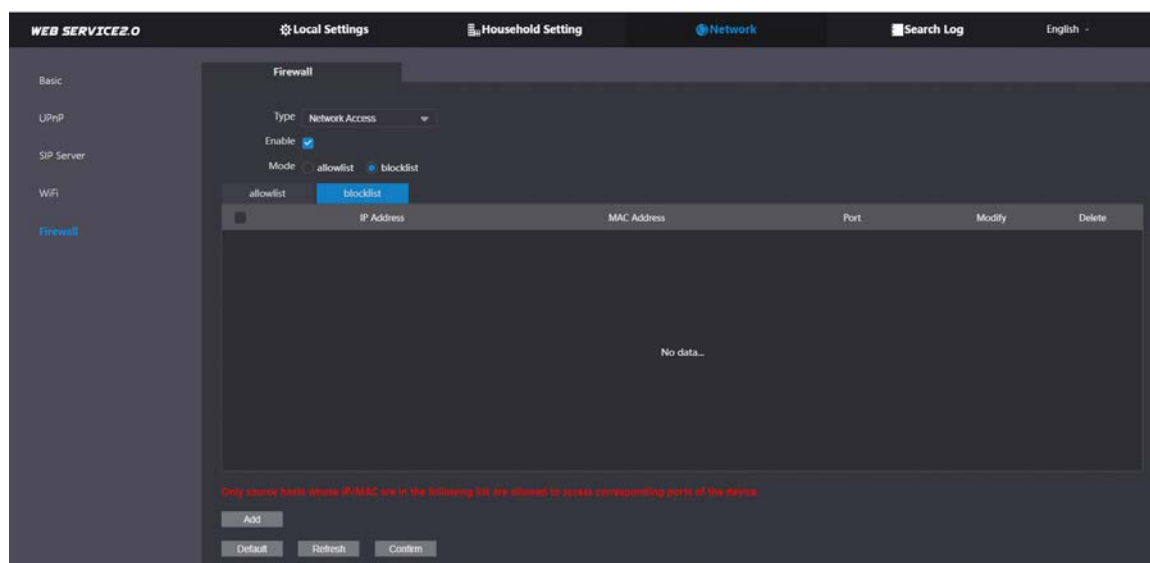 WEB SERVICE2.0 Local Settings Household Setting Network Search Log English
Basic
UPnP
SIP Server
WiFi
Firewall
Firewall
Type Network Access
Enable
Mode allowlist blocklist
allowlist blocklist
IP Address MAC Address Port Modify Delete
No data...
Only source hosts whose IP/MAC are in the following list are allowed to access corresponding ports of the device
Add
Default Refresh Confirm